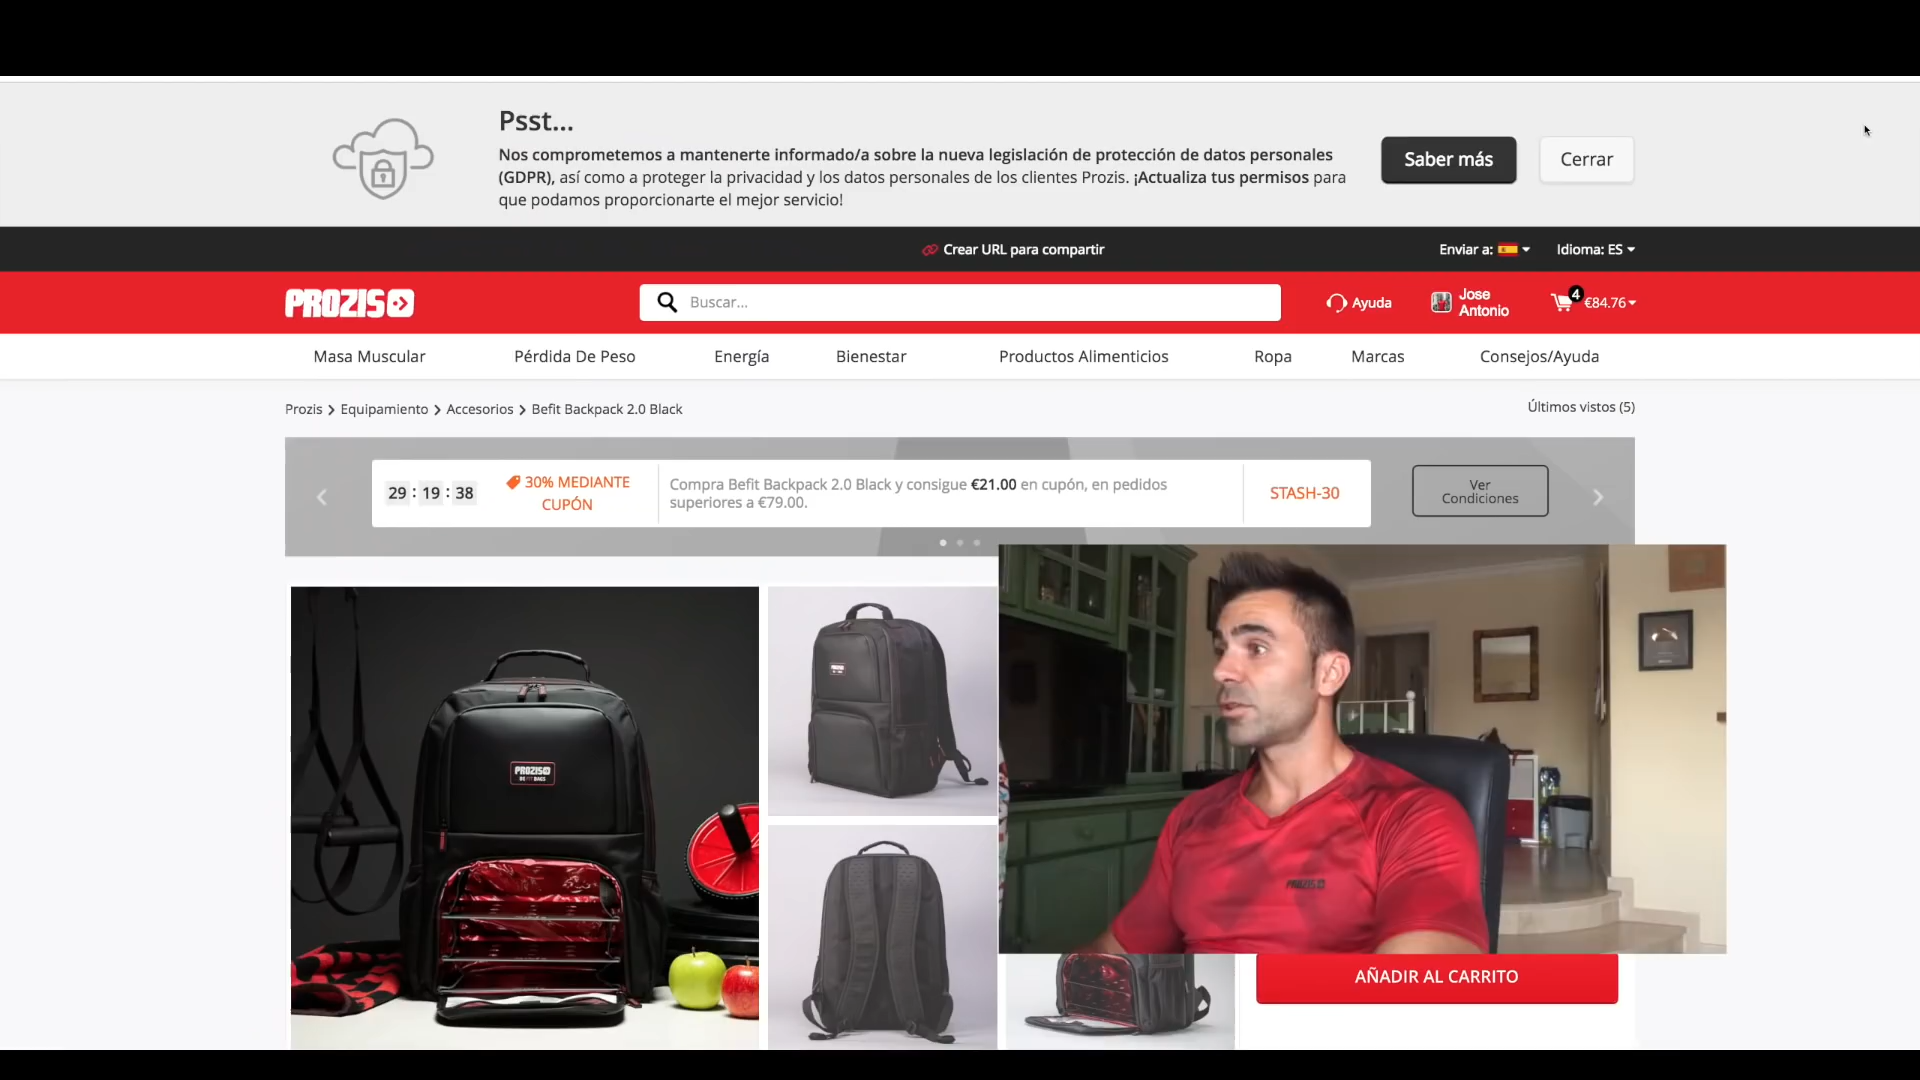 Psst...
Nos comprometemos a mantenerte informado/a sobre la nueva legislación de protección de datos personales
(GDPR), así como a proteger la privacidad y los datos personales de los clientes Prozis. ¡Actualiza tus permisos para
que podamos proporcionarte el mejor servicio!
Saber más
Cerrar
Crear URL para compartir
Enviar a:
Idioma: ES
PROZIS
Buscar...
Ayuda
Jose
Antonio
4
€84.76
Masa Muscular
Pérdida De Peso
Energía
Bienestar
Productos Alimenticios
Ropa
Marcas
Consejos/Ayuda
Prozis > Equipamiento > Accesorios > Befit Backpack 2.0 Black
Últimos vistos (5)
29 : 19 : 38
30% MEDIANTE
CUPÓN
Compra Befit Backpack 2.0 Black y consigue €21.00 en cupón, en pedidos
superiores a €79.00.
STASH-30
Ver
Condiciones
PROZIS
BE FIT BAGS
PROZIS
PROZIS
AÑADIR AL CARRITO